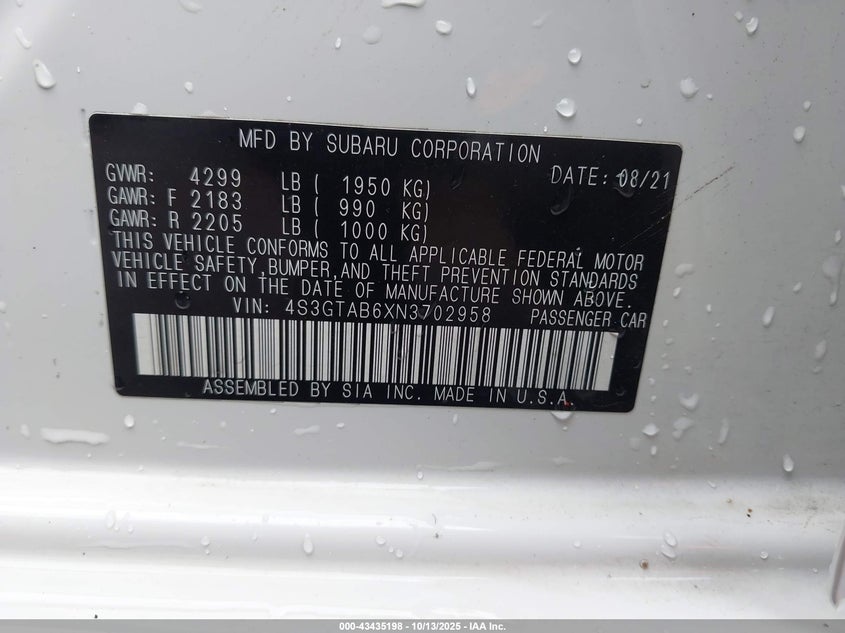 MFD BY SUBARU CORPORATION
GVWR: 4299 LB ( 1950 KG) DATE: 08/21
GAWR: F 2183 LB ( 990 KG)
GAWR: R 2205 LB ( 1000 KG)
THIS VEHICLE CONFORMS TO ALL APPLICABLE FEDERAL MOTOR
VEHICLE SAFETY,BUMPER,AND THEFT PREVENTION STANDARDS
IN EFFECT ON THE DATE OF MANUFACTURE SHOWN ABOVE.
VIN: 4S3GTAB6XN3702958 PASSENGER CAR
ASSEMBLED BY SIA INC. MADE IN U.S.A.
000-43435198 - 10/13/2025 - IAA Inc.